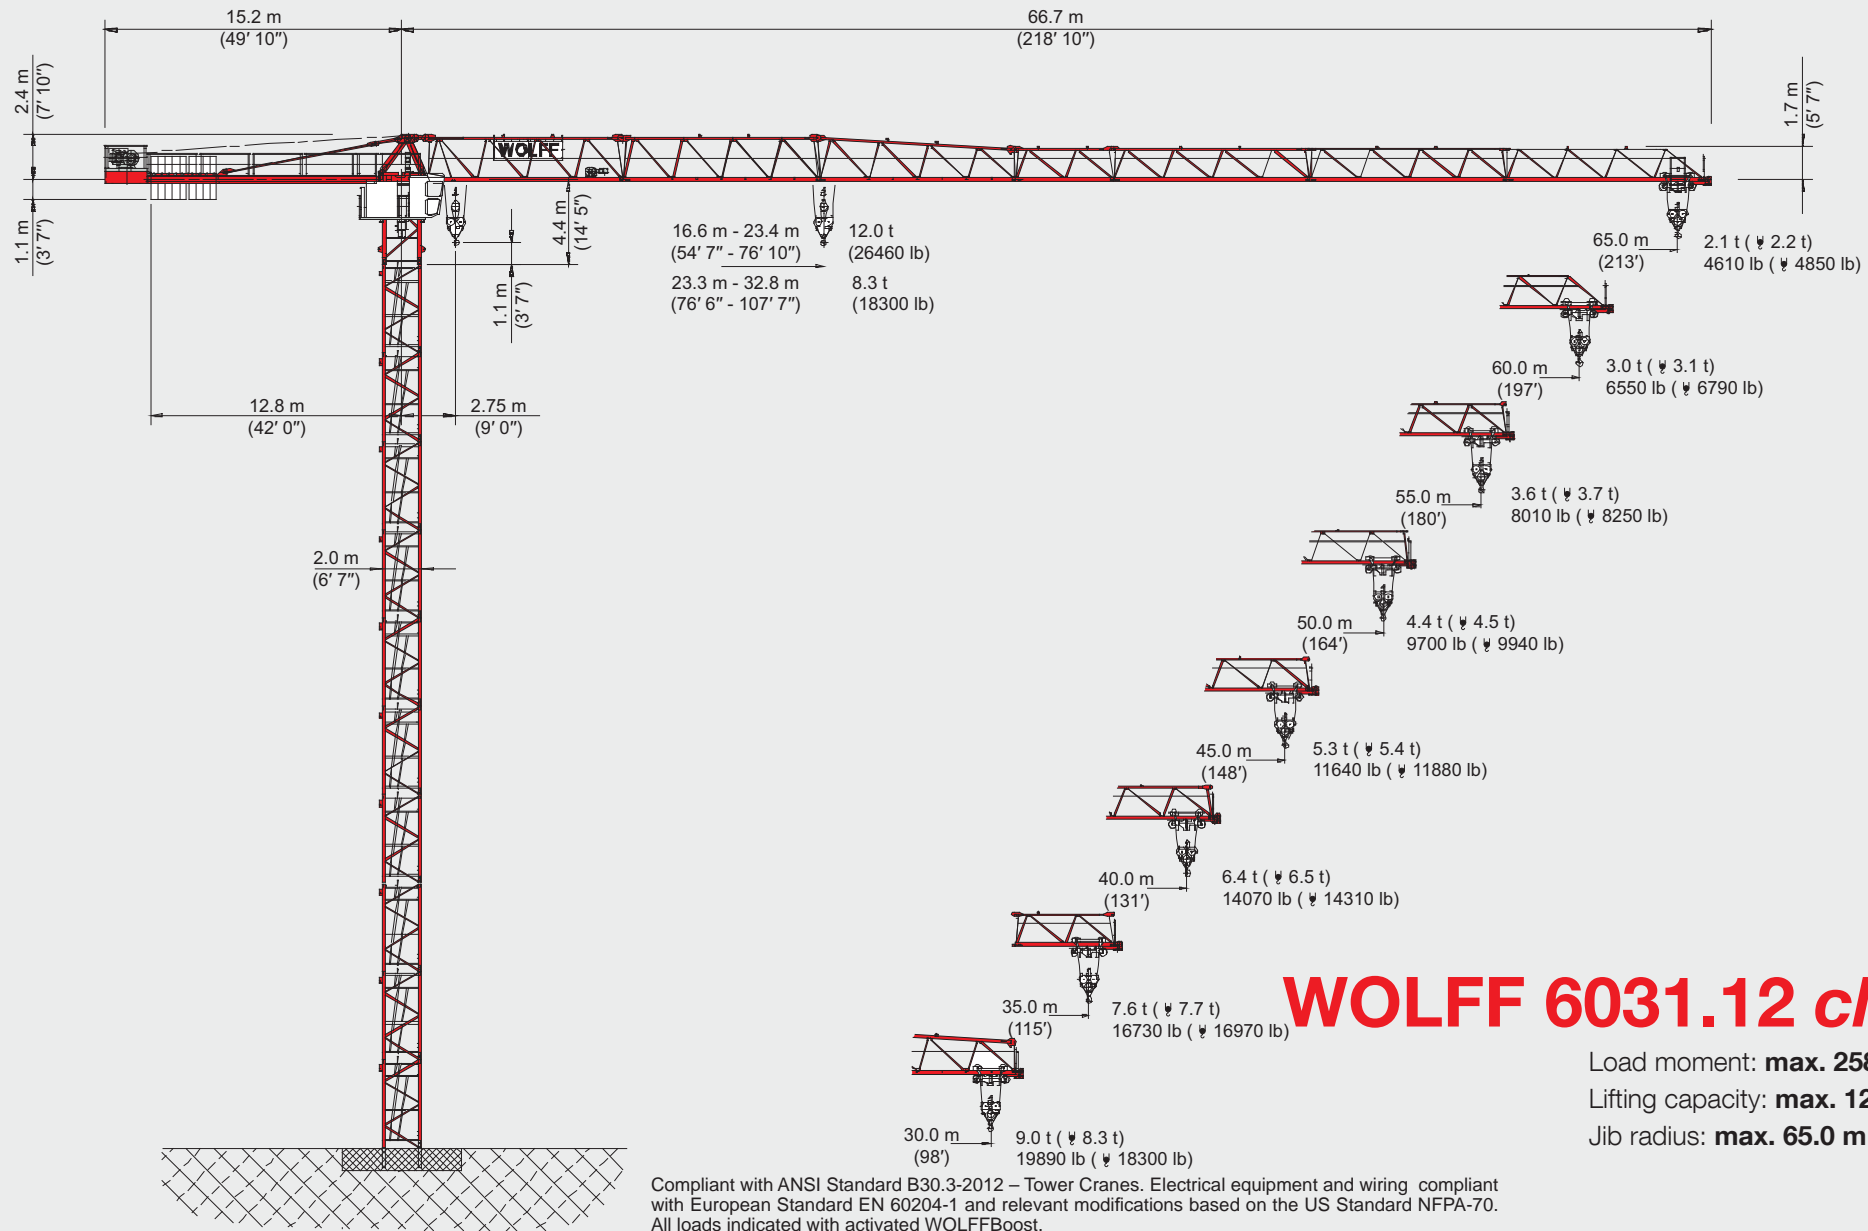 15.2 m
(49′ 10″)
66.7 m
(218′ 10″)
2.4 m
(7′ 10″)
1.7 m
(5′ 7″)
WOLFF
1.1 m
(3′ 7″)
4.4 m
(14′ 5″)
1.1 m
(3′ 7″)
16.6 m - 23.4 m 12.0 t
(54′ 7″ - 76′ 10″) (26460 lb)
23.3 m - 32.8 m 8.3 t
(76′ 6″ - 107′ 7″) (18300 lb)
65.0 m 2.1 t ( 2.2 t)
(213′) 4610 lb ( 4850 lb)
60.0 m 3.0 t ( 3.1 t)
(197′) 6550 lb ( 6790 lb)
12.8 m
(42′ 0″)
2.75 m
(9′ 0″)
55.0 m 3.6 t ( 3.7 t)
(180′) 8010 lb ( 8250 lb)
2.0 m
(6′ 7″)
50.0 m 4.4 t ( 4.5 t)
(164′) 9700 lb ( 9940 lb)
45.0 m 5.3 t ( 5.4 t)
(148′) 11640 lb ( 11880 lb)
40.0 m 6.4 t ( 6.5 t)
(131′) 14070 lb ( 14310 lb)
35.0 m 7.6 t ( 7.7 t)
(115′) 16730 lb ( 16970 lb)
30.0 m 9.0 t ( 8.3 t)
(98′) 19890 lb ( 18300 lb)
WOLFF 6031.12
Load moment: max. 258
Lifting capacity: max. 12
Jib radius: max. 65.0 m
Compliant with ANSI Standard B30.3-2012 – Tower Cranes. Electrical equipment and wiring compliant
with European Standard EN 60204-1 and relevant modifications based on the US Standard NFPA-70.
All loads indicated with activated WOLFFBoost.